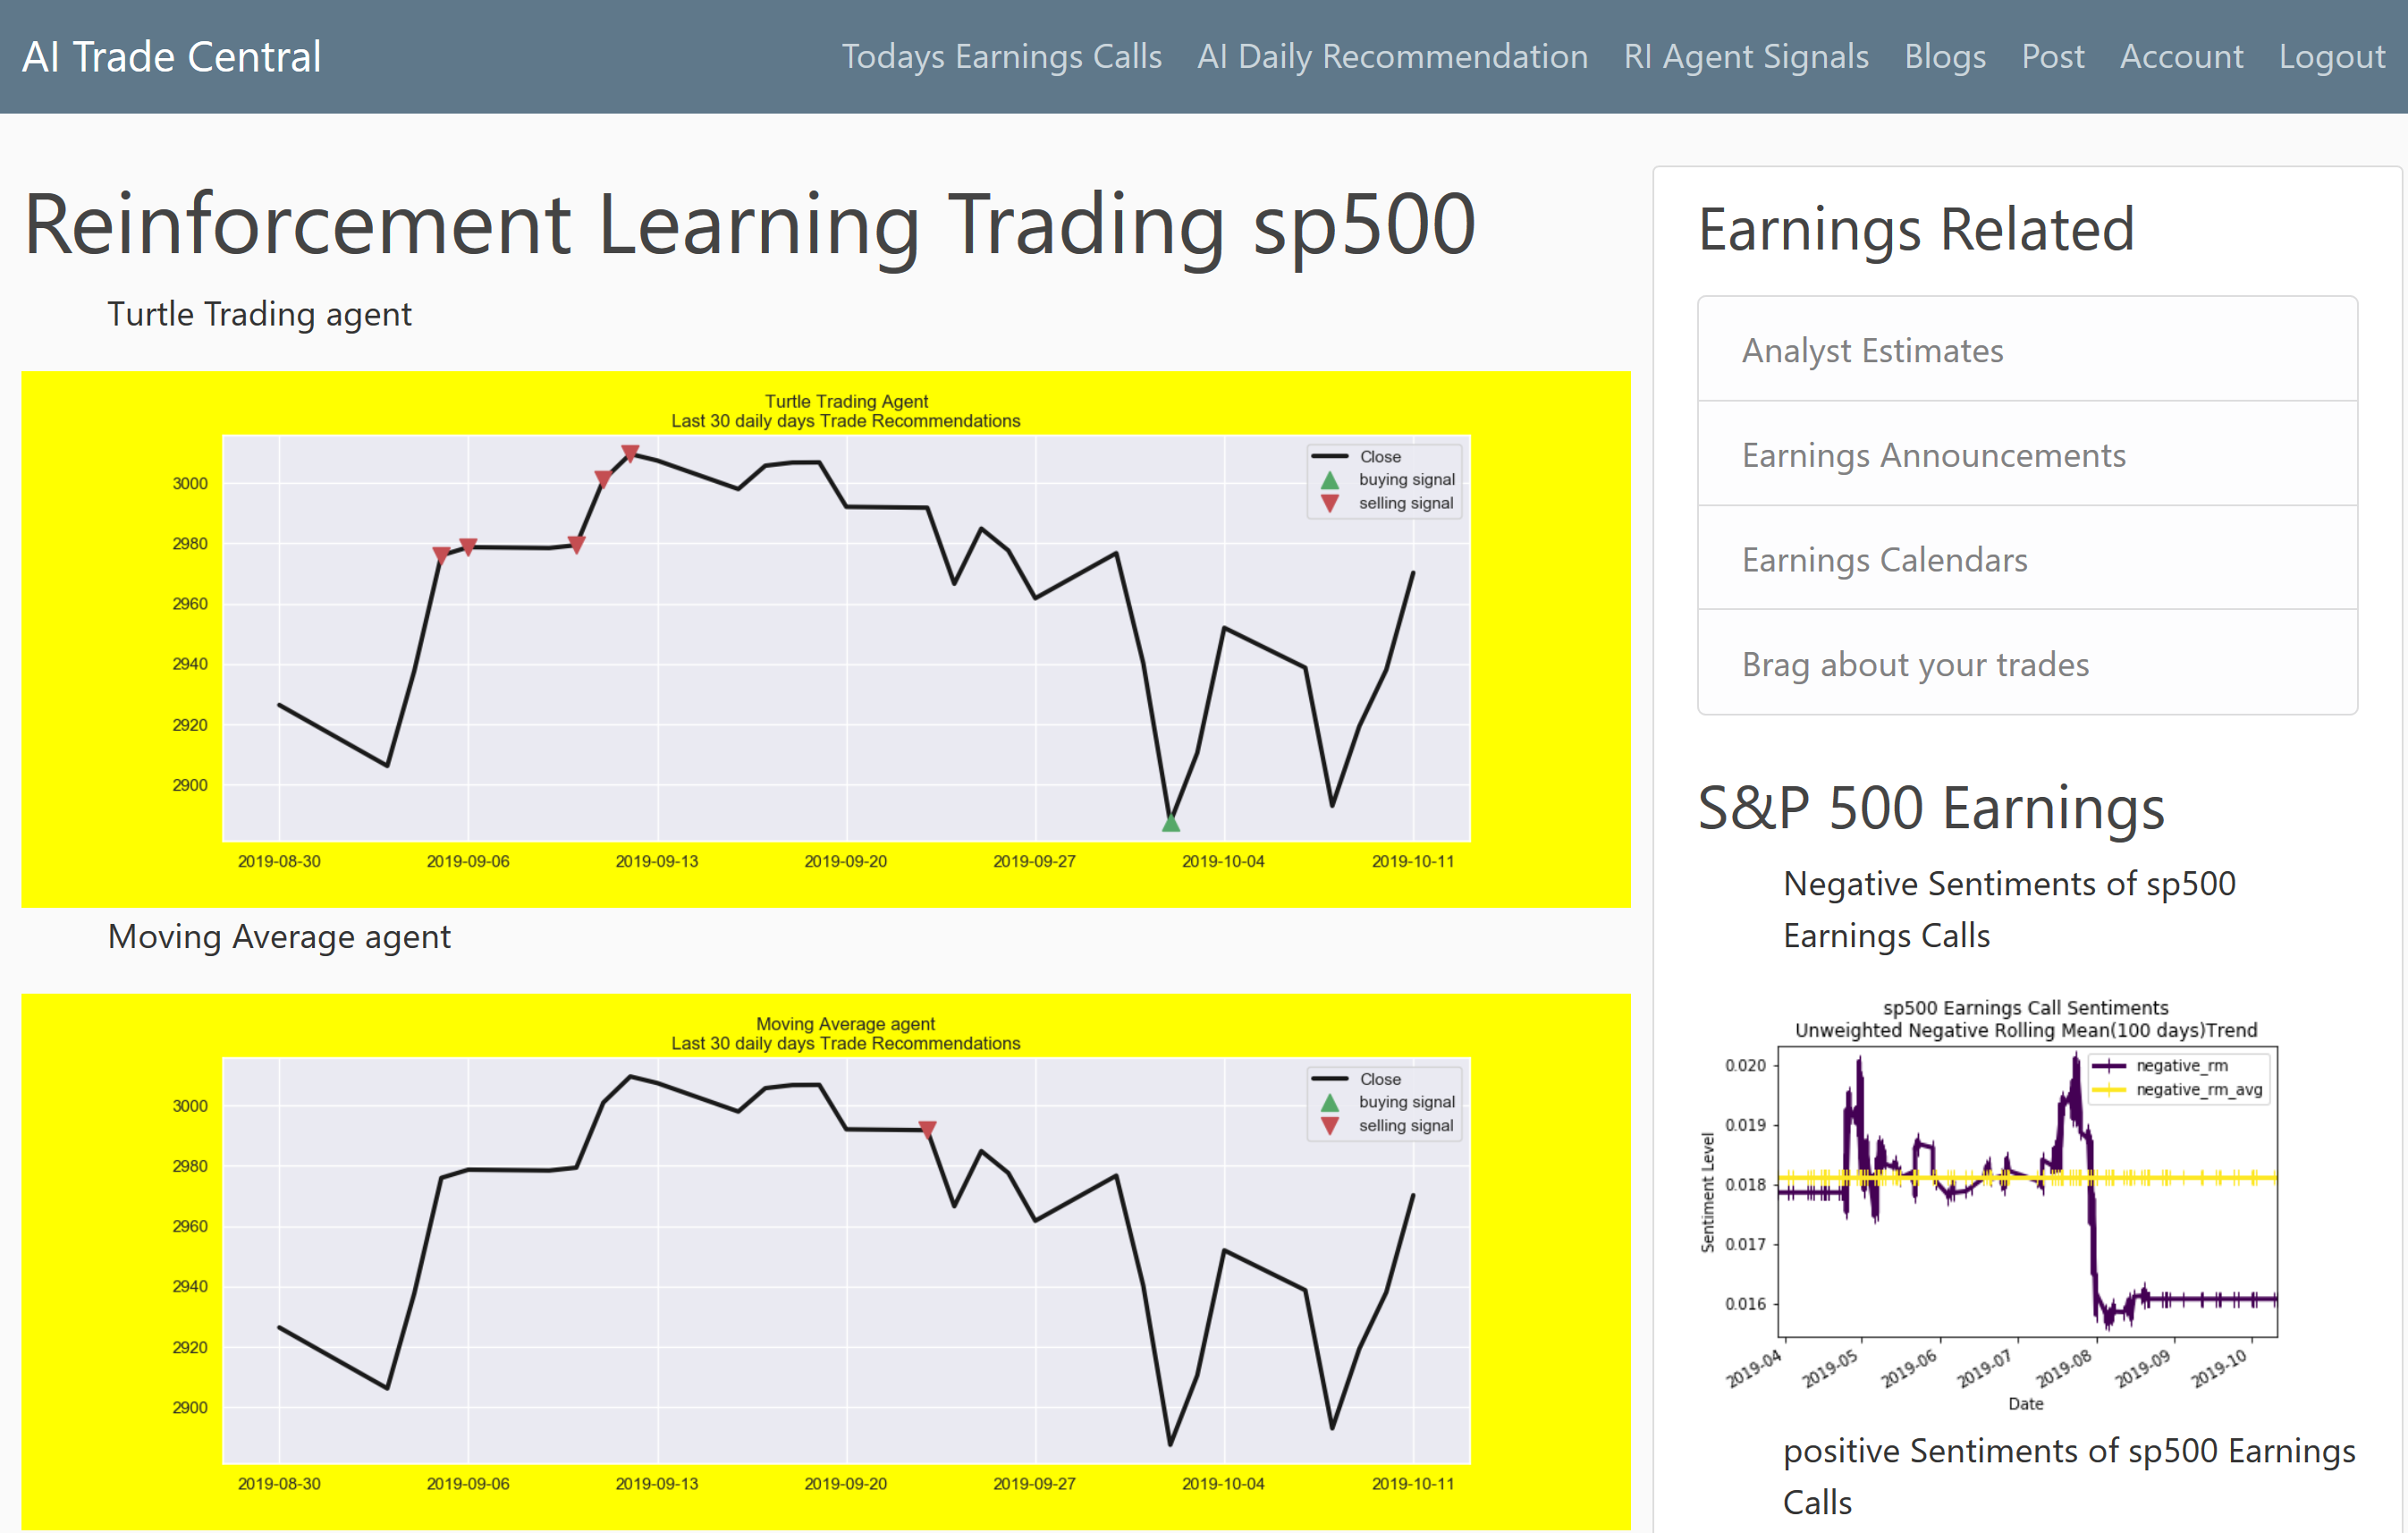 AI Trade Central
Todays Earnings Calls
AI Daily Recommendation
RI Agent Signals
Blogs
Post
Account
Logout
Reinforcement Learning Trading sp500
Turtle Trading agent
Turtle Trading Agent
Last 30 daily days Trade Recommendations
Close
buying signal
selling signal
3000
2980
2960
2940
2920
2900
2019-08-30
2019-09-06
2019-09-13
2019-09-20
2019-09-27
2019-10-04
2019-10-11
Moving Average agent
Moving Average agent
Last 30 daily days Trade Recommendations
Close
buying signal
selling signal
3000
2980
2960
2940
2920
2900
2019-08-30
2019-09-06
2019-09-13
2019-09-20
2019-09-27
2019-10-04
2019-10-11
Earnings Related
Analyst Estimates
Earnings Announcements
Earnings Calendars
Brag about your trades
S&P 500 Earnings
Negative Sentiments of sp500
Earnings Calls
sp500 Earnings Call Sentiments
Unweighted Negative Rolling Mean(100 days)Trend
negative_rm
negative_rm_avg
Sentiment Level
0.020
0.019
0.018
0.017
0.016
2019-04
2019-05
2019-06
2019-07
2019-08
2019-09
2019-10
Date
positive Sentiments of sp500 Earnings
Calls